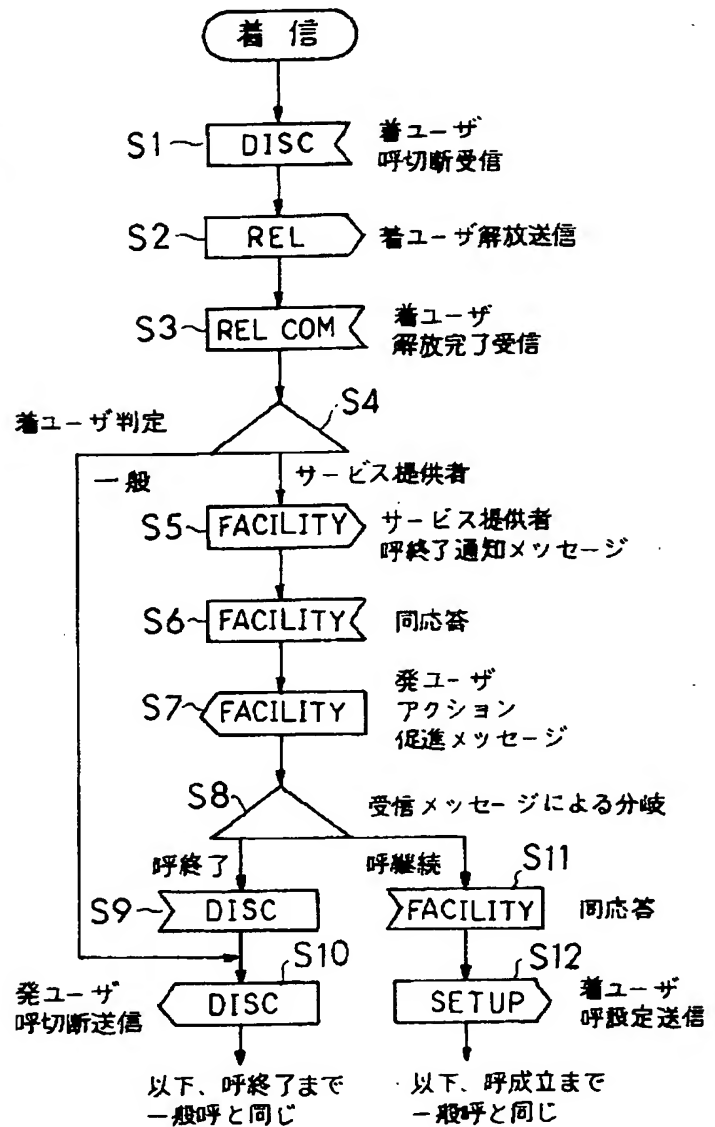 着信
S1
DISC
着ユーザ
呼切断受信
S2
REL
着ユーザ解放送信
S3
REL COM
着ユーザ
解放完了受信
S4
着ユーザ判定
一般
サービス提供者
S5
FACILITY
サービス提供者
呼終了通知メッセージ
S6
FACILITY
同応答
S7
FACILITY
発ユーザ
アクション
促進メッセージ
S8
受信メッセージによる分岐
呼終了
呼継続
S9
DISC
S11
FACILITY
同応答
S10
発ユーザ
呼切断送信
DISC
S12
SETUP
着ユーザ
呼設定送信
以下、呼終了まで
一般呼と同じ
以下、呼成立まで
一般呼と同じ